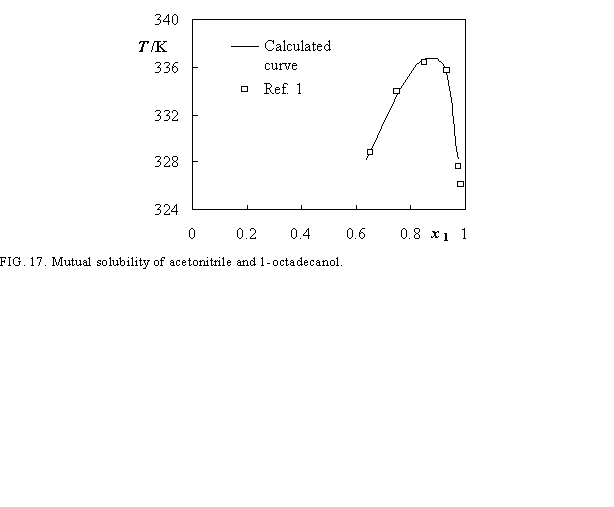 340
T/K
336
332
328
324
Calculated
curve
Ref. 1
0 0.2 0.4 0.6 0.8 x1 1
FIG. 17. Mutual solubility of acetonitrile and 1-octadecanol.